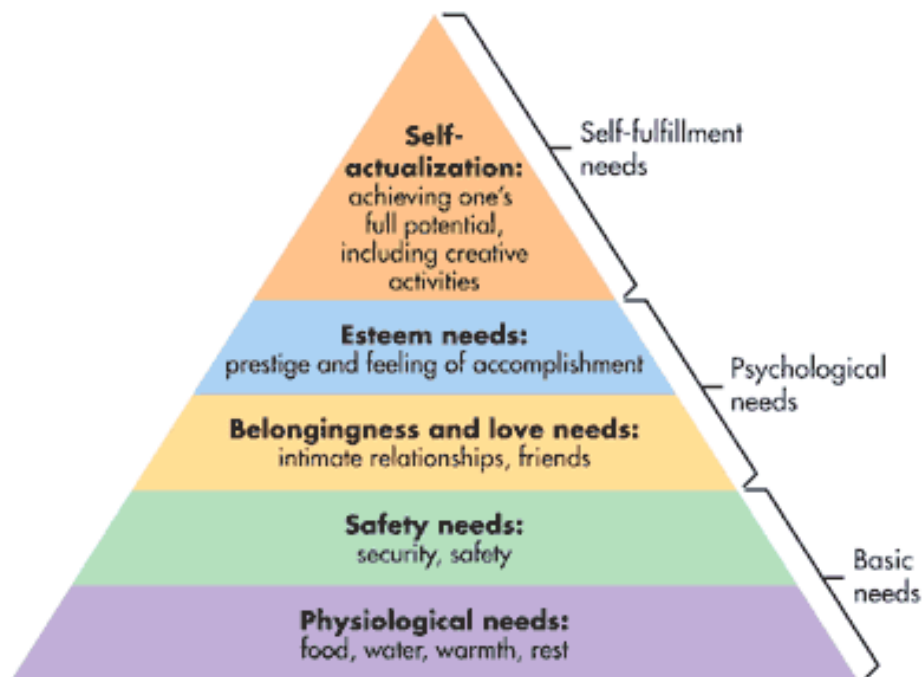 Self-
actualization:
achieving one's
full potential,
including creative
activities
Self-fulfillment
needs
Esteem needs:
prestige and feeling of accomplishment
Psychological
needs
Belongingness and love needs:
intimate relationships, friends
Safety needs:
security, safety
Basic
needs
Physiological needs:
food, water, warmth, rest